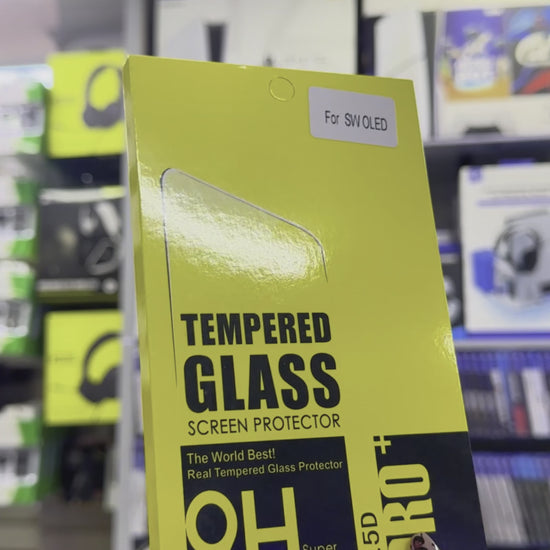 For SW OLED
TEMPERED
GLASS
SCREEN PROTECTOR
The World Best!
Real Tempered Glass Protector
9H
Super
2.5D
PRO+